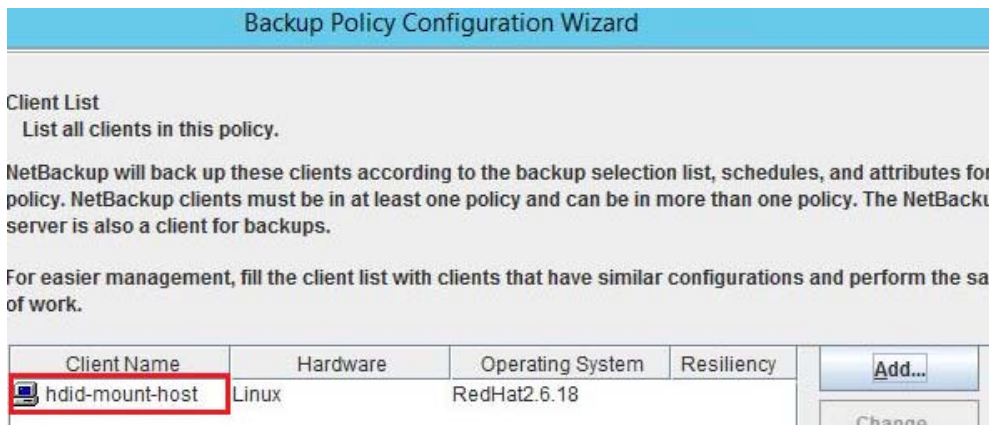 Backup Policy Configuration Wizard
Client List
List all clients in this policy.
NetBackup will back up these clients according to the backup selection list, schedules, and attributes for
policy. NetBackup clients must be in at least one policy and can be in more than one policy. The NetBacku
server is also a client for backups.
For easier management, fill the client list with clients that have similar configurations and perform the sa
of work.
Client Name Hardware Operating System Resiliency Add...
hdid-mount-host Linux RedHat2.6.18
Change...